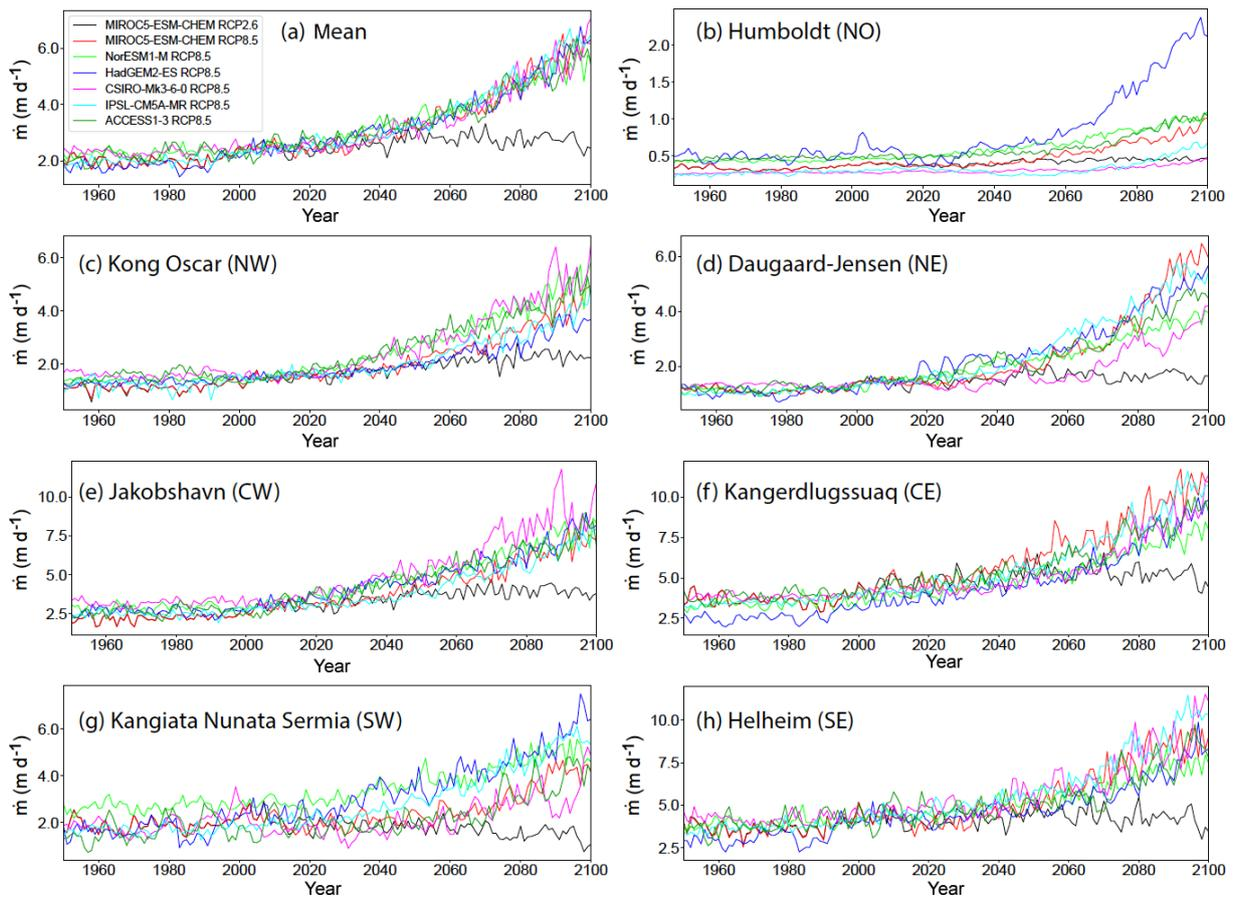 (a) Mean
MIROC5-ESM-CHEM RCP2.6
MIROC5-ESM-CHEM RCP8.5
NorESM1-M RCP8.5
HadGEM2-ES RCP8.5
CSIRO-Mk3-6-0 RCP8.5
IPSL-CM5A-MR RCP8.5
ACCESS1-3 RCP8.5
ṁ (m d⁻¹)
6.0
4.0
2.0
1960 1980 2000 2020 2040 2060 2080 2100
Year
(b) Humboldt (NO)
ṁ (m d⁻¹)
2.0
1.5
1.0
0.5
1960 1980 2000 2020 2040 2060 2080 2100
Year
(c) Kong Oscar (NW)
ṁ (m d⁻¹)
6.0
4.0
2.0
1960 1980 2000 2020 2040 2060 2080 2100
Year
(d) Daugaard-Jensen (NE)
ṁ (m d⁻¹)
6.0
4.0
2.0
1960 1980 2000 2020 2040 2060 2080 2100
Year
(e) Jakobshavn (CW)
ṁ (m d⁻¹)
10.0
7.5
5.0
2.5
1960 1980 2000 2020 2040 2060 2080 2100
Year
(f) Kangerdlugssuaq (CE)
ṁ (m d⁻¹)
10.0
7.5
5.0
2.5
1960 1980 2000 2020 2040 2060 2080 2100
Year
(g) Kangiata Nunata Sermia (SW)
ṁ (m d⁻¹)
6.0
4.0
2.0
1960 1980 2000 2020 2040 2060 2080 2100
Year
(h) Helheim (SE)
ṁ (m d⁻¹)
10.0
7.5
5.0
2.5
1960 1980 2000 2020 2040 2060 2080 2100
Year